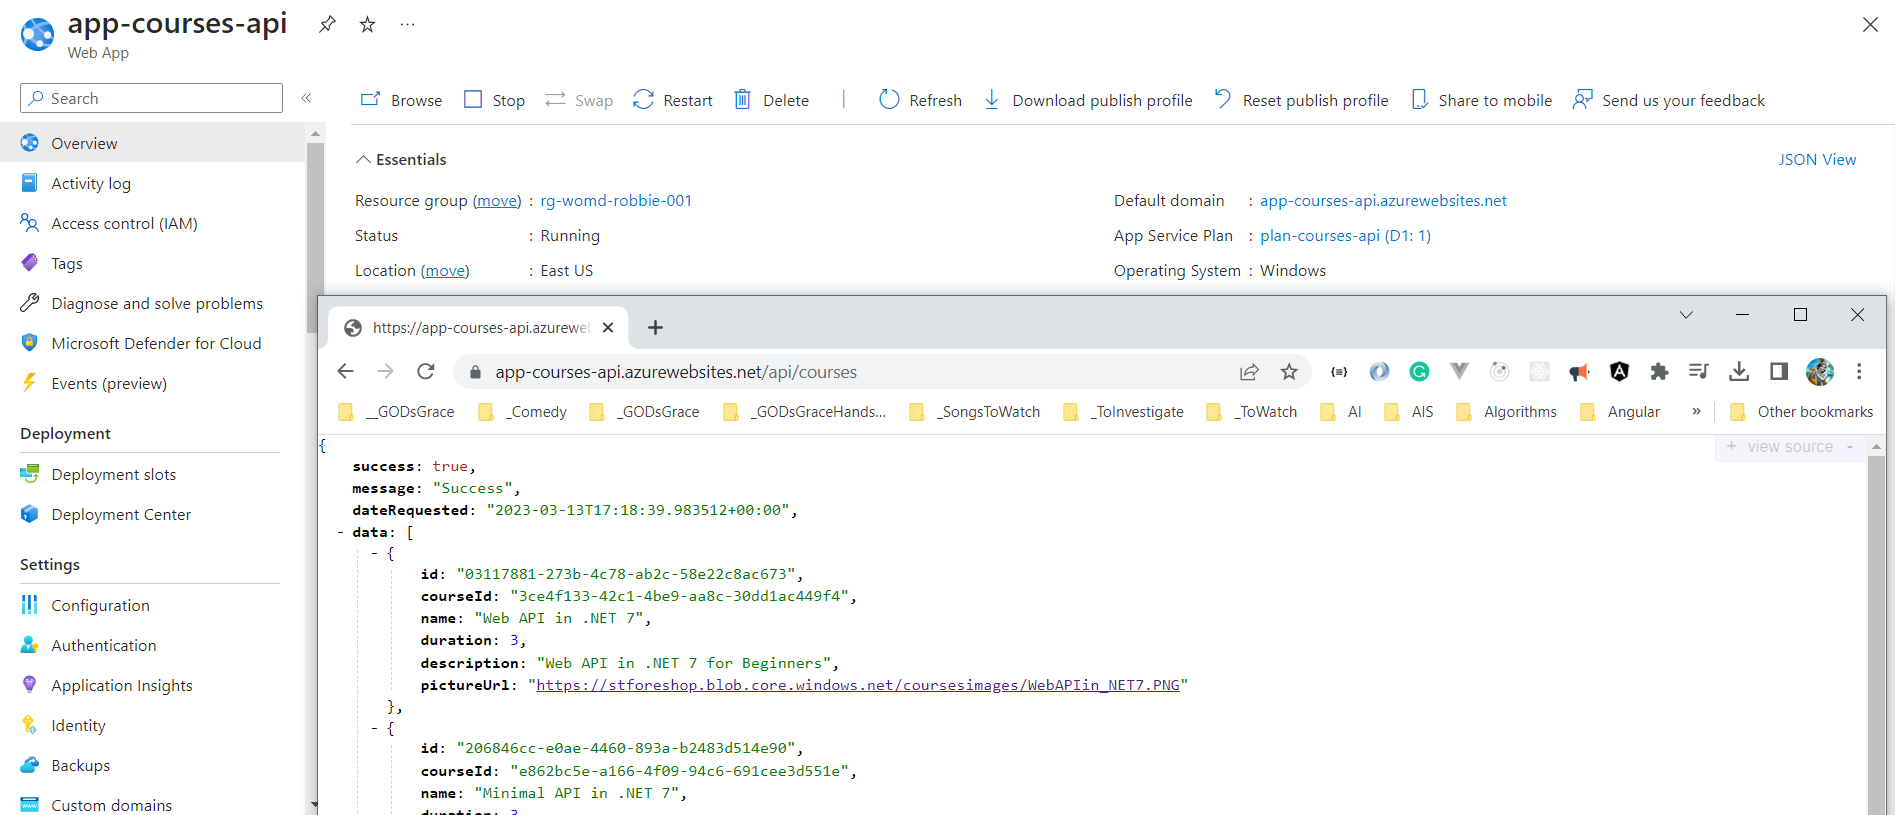 app-courses-api
Web App
Search
Browse Stop Swap Restart Delete | Refresh Download publish profile Reset publish profile Share to mobile Send us your feedback
Overview
Activity log
Access control (IAM)
Tags
Diagnose and solve problems
Microsoft Defender for Cloud
Events (preview)
Deployment
Deployment slots
Deployment Center
Settings
Configuration
Authentication
Application Insights
Identity
Backups
Custom domains
Essentials
JSON View
Resource group (move) : rg-womd-robbie-001
Status : Running
Location (move) : East US
Default domain : app-courses-api.azurewebsites.net
App Service Plan : plan-courses-api (D1: 1)
Operating System : Windows
https://app-courses-api.azureweb
app-courses-api.azurewebsites.net/api/courses
__GODsGrace _Comedy _GODsGrace _GODsGraceHands... _SongsToWatch _ToInvestigate _ToWatch AI AIS Algorithms Angular » Other bookmarks
+ view source -
{
success: true,
message: "Success",
dateRequested: "2023-03-13T17:18:39.983512+00:00",
- data: [
- {
id: "03117881-273b-4c78-ab2c-58e22c8ac673",
courseId: "3ce4f133-42c1-4be9-aa8c-30dd1ac449f4",
name: "Web API in .NET 7",
duration: 3,
description: "Web API in .NET 7 for Beginners",
pictureUrl: "https://stforeshop.blob.core.windows.net/coursesimages/WebAPIin_NET7.PNG"
},
- {
id: "206846cc-e0ae-4460-893a-b2483d514e90",
courseId: "e862bc5e-a166-4f09-94c6-691cee3d551e",
name: "Minimal API in .NET 7",
duration: 3